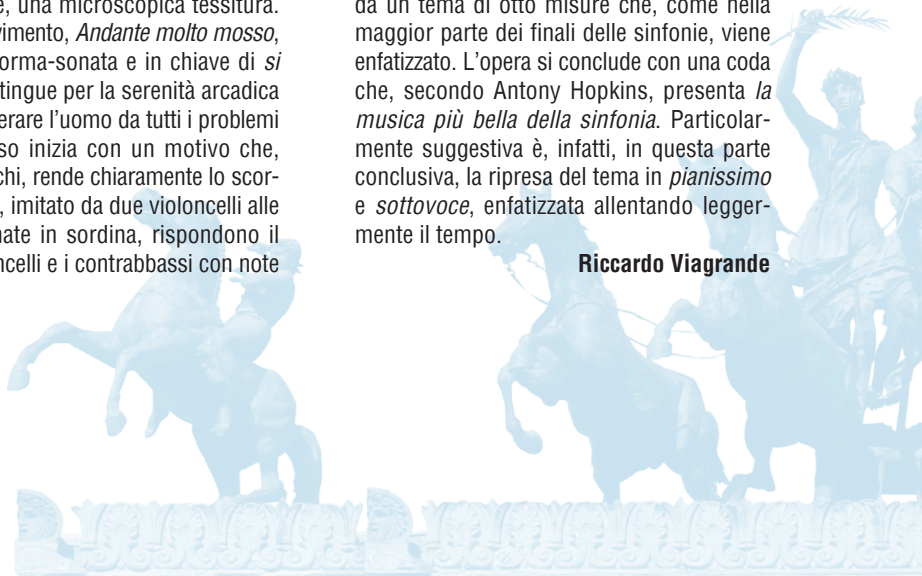 e, una microscopica tessitura.
vimento, Andante molto mosso,
orma-sonata e in chiave di si
tingue per la serenità arcadica
erare l'uomo da tutti i problemi
so inizia con un motivo che,
chi, rende chiaramente lo scor-
, imitato da due violoncelli alle
nate in sordina, rispondono il
ncelli e i contrabbassi con note
da un tema di otto misure che, come nella
maggior parte dei finali delle sinfonie, viene
enfatizzato. L'opera si conclude con una coda
che, secondo Antony Hopkins, presenta la
musica più bella della sinfonia. Particolar-
mente suggestiva è, infatti, in questa parte
conclusiva, la ripresa del tema in pianissimo
e sottovoce, enfatizzata allentando legger-
mente il tempo.
Riccardo Viagrande